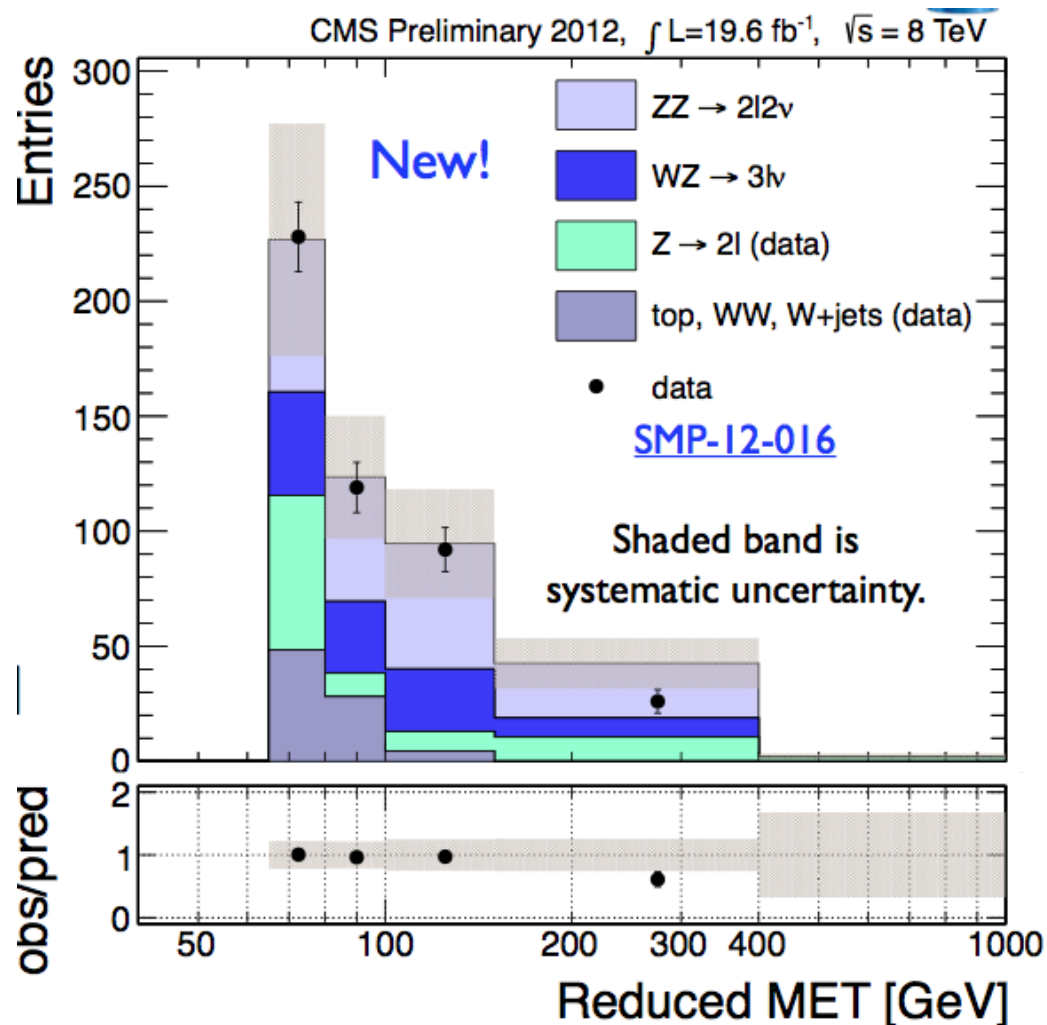 CMS Preliminary 2012, ∫ L=19.6 fb⁻¹, √s = 8 TeV
Entries
300
250
200
150
100
50
0
New!
ZZ → 2l2ν
WZ → 3lν
Z → 2l (data)
top, WW, W+jets (data)
data
SMP-12-016
Shaded band is
systematic uncertainty.
obs/pred
2
1
0
50 100 200 300 400 1000
Reduced MET [GeV]